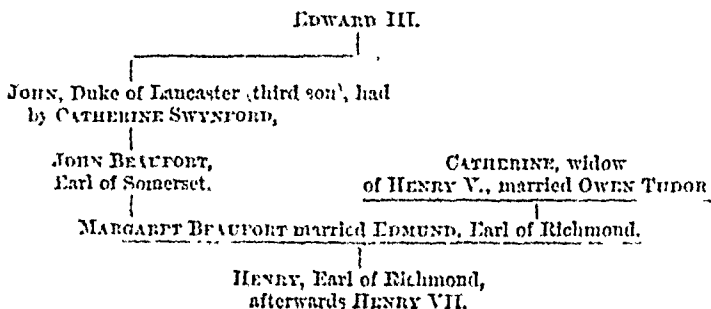 EDWARD III.
JOHN, Duke of Lancaster (third son), had
by CATHERINE SWYNFORD,
JOHN BEAUFORT,
Earl of Somerset.
CATHERINE, widow
of HENRY V., married OWEN TUDOR
MARGARET BEAUFORT married EDMUND, Earl of Richmond.
HENRY, Earl of Richmond,
afterwards HENRY VII.